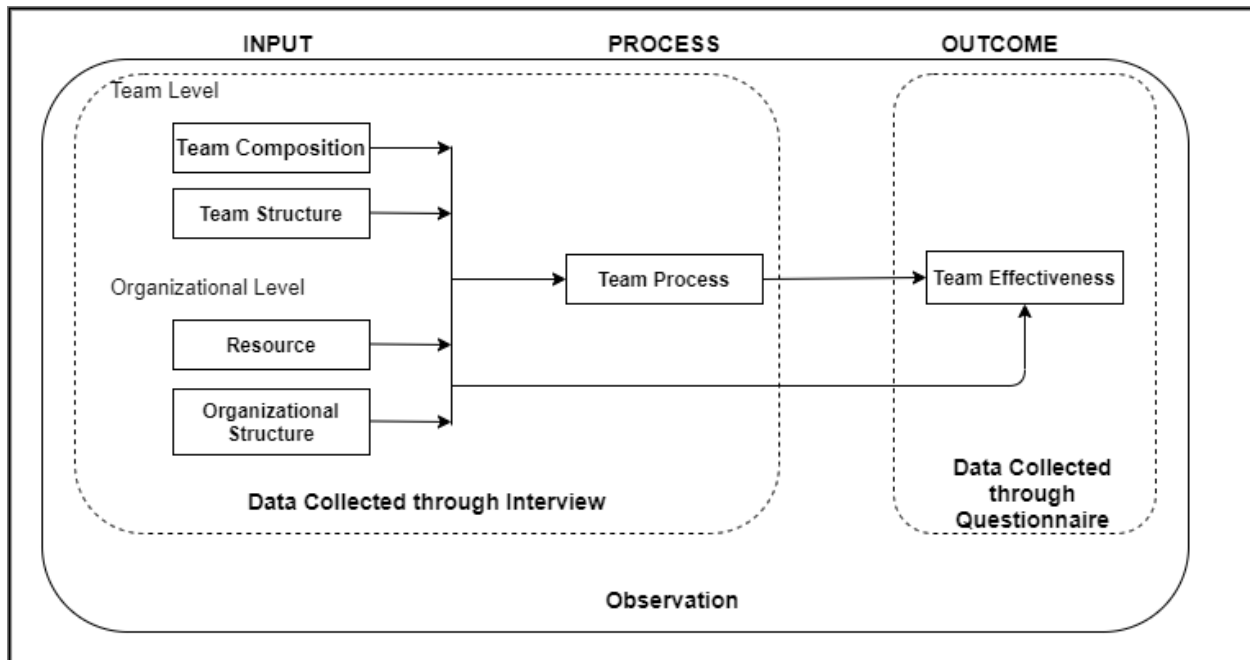 INPUT
PROCESS
OUTCOME
Team Level
Team Composition
Team Structure
Organizational Level
Team Process
Team Effectiveness
Resource
Organizational
Structure
Data Collected through Interview
Data Collected
through
Questionnaire
Observation